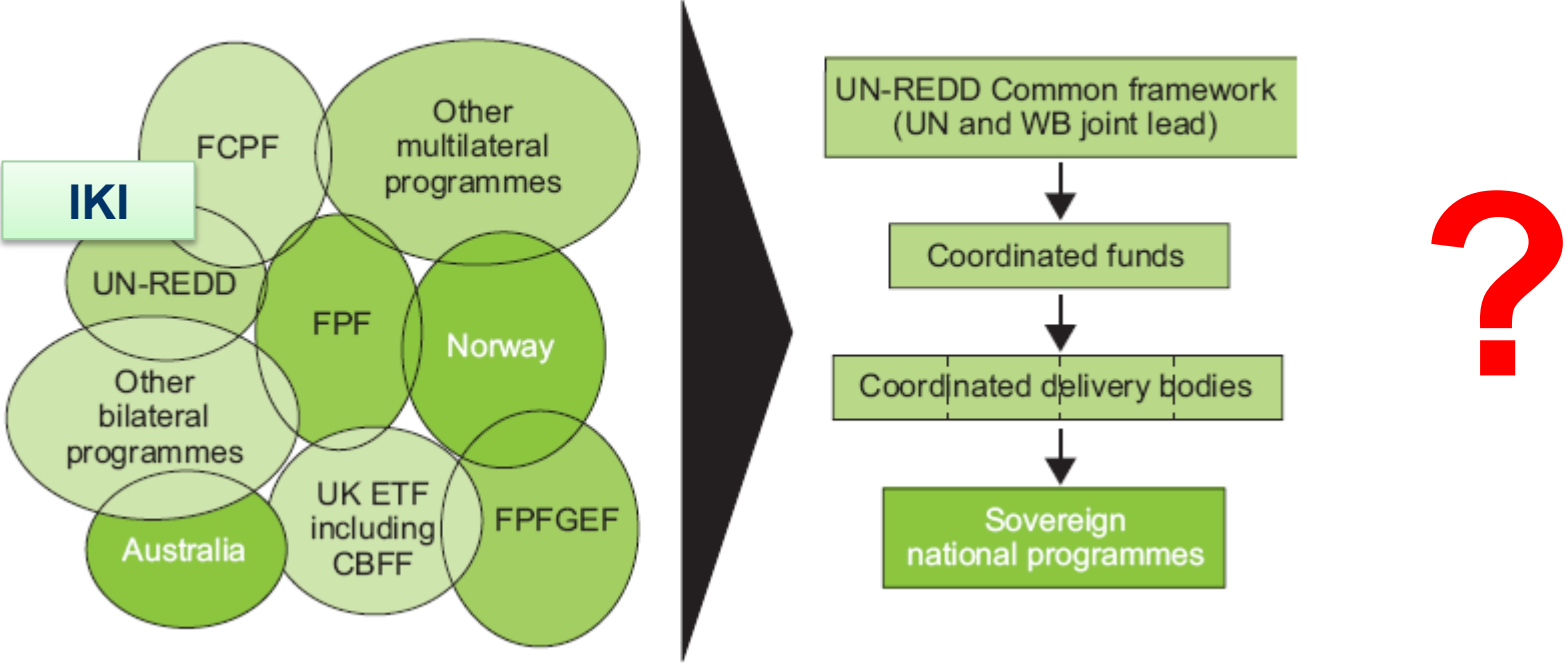 FCPF
Other
multilateral
programmes
IKI
UN-REDD
FPF
Norway
Other
bilateral
programmes
UK ETF
including
CBFF
FPFGEF
Australia
UN-REDD Common framework
(UN and WB joint lead)
Coordinated funds
Coordinated delivery bodies
Sovereign
national programmes
?